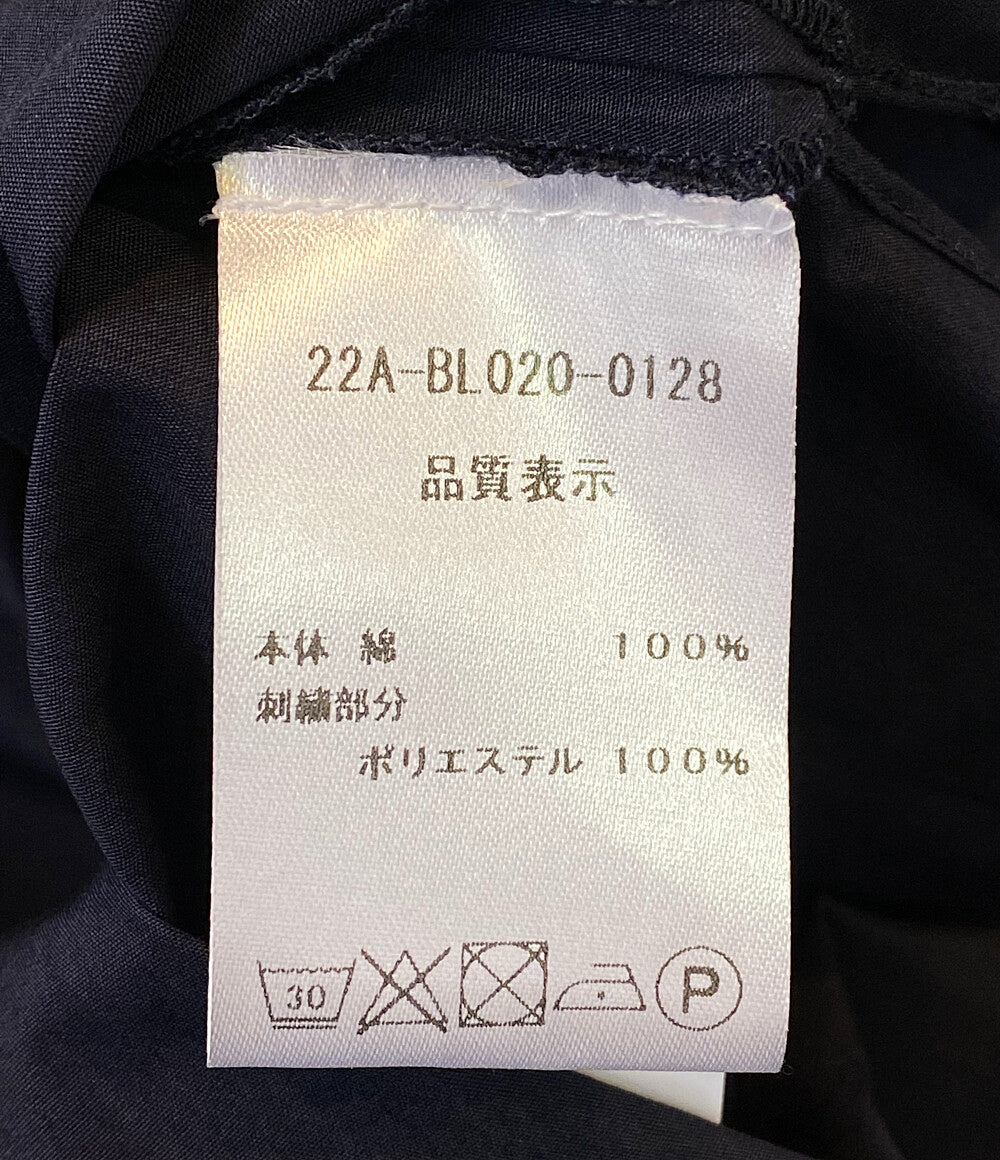 22A-BL020-0128
品質表示
本体 綿 100%
刺繍部分
ポリエステル 100%
30 P